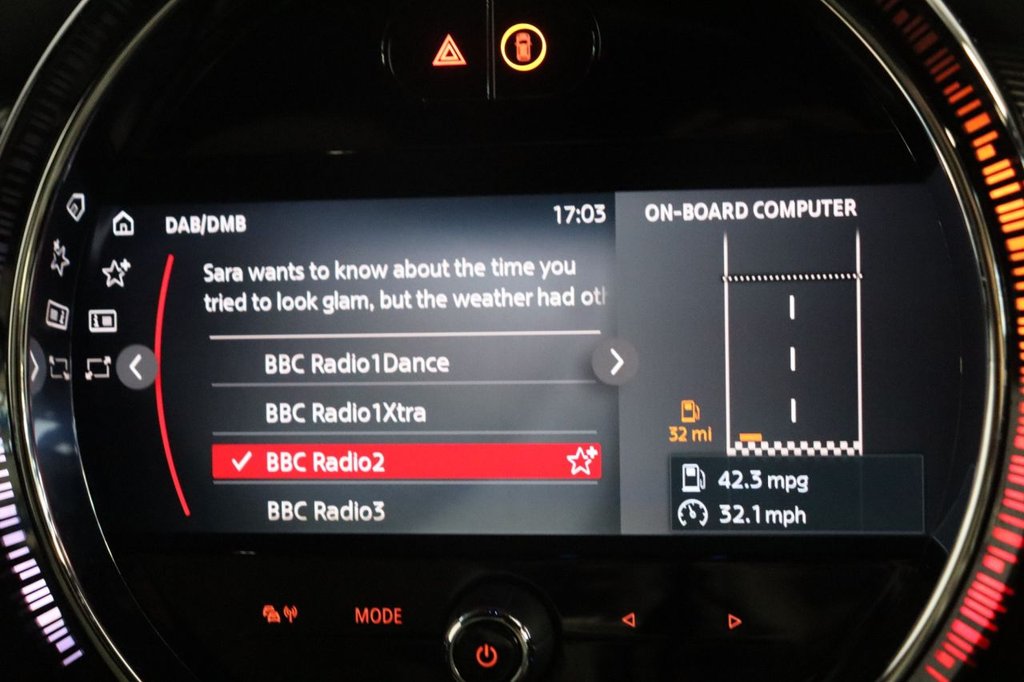 DAB/DMB
17:03
ON-BOARD COMPUTER
Sara wants to know about the time you
tried to look glam, but the weather had
BBC Radio1Dance
BBC Radio1Xtra
BBC Radio2
BBC Radio3
32 mi
42.3 mpg
32.1 mph
MODE